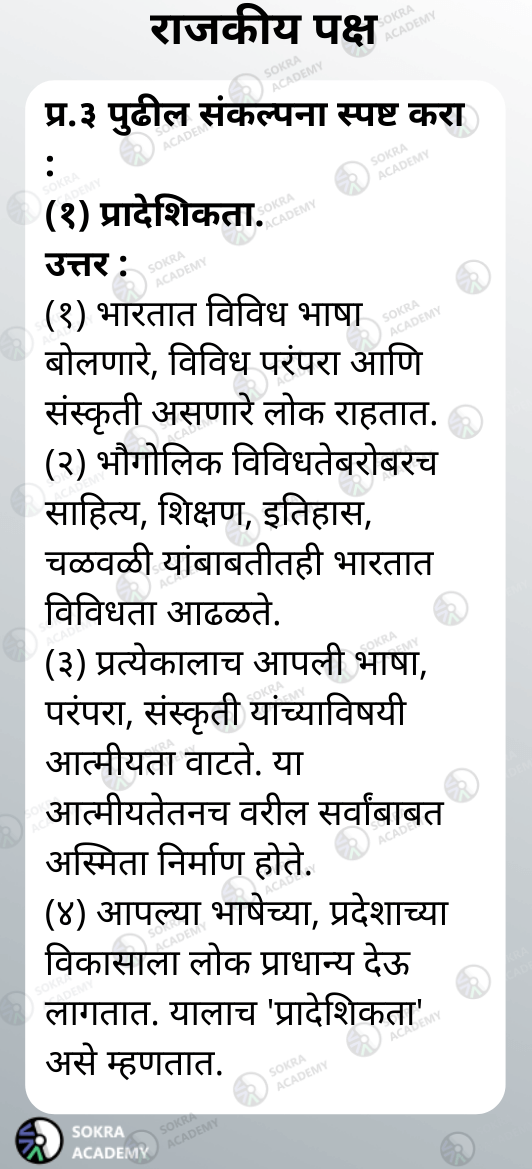 राजकीय पक्ष
प्र.३ पुढील संकल्पना स्पष्ट करा
:
(१) प्रादेशिकता.
उत्तर :
(१) भारतात विविध भाषा
बोलणारे, विविध परंपरा आणि
संस्कृती असणारे लोक राहतात.
(२) भौगोलिक विविधतेबरोबरच
साहित्य, शिक्षण, इतिहास,
चळवळी यांबाबतीतही भारतात
विविधता आढळते.
(३) प्रत्येकालाच आपली भाषा,
परंपरा, संस्कृती यांच्याविषयी
आत्मीयता वाटते. या
आत्मीयतेतनच वरील सर्वांबाबत
अस्मिता निर्माण होते.
(४) आपल्या भाषेच्या, प्रदेशाच्या
विकासाला लोक प्राधान्य देऊ
लागतात. यालाच 'प्रादेशिकता'
असे म्हणतात.
SOKRA
ACADEMY